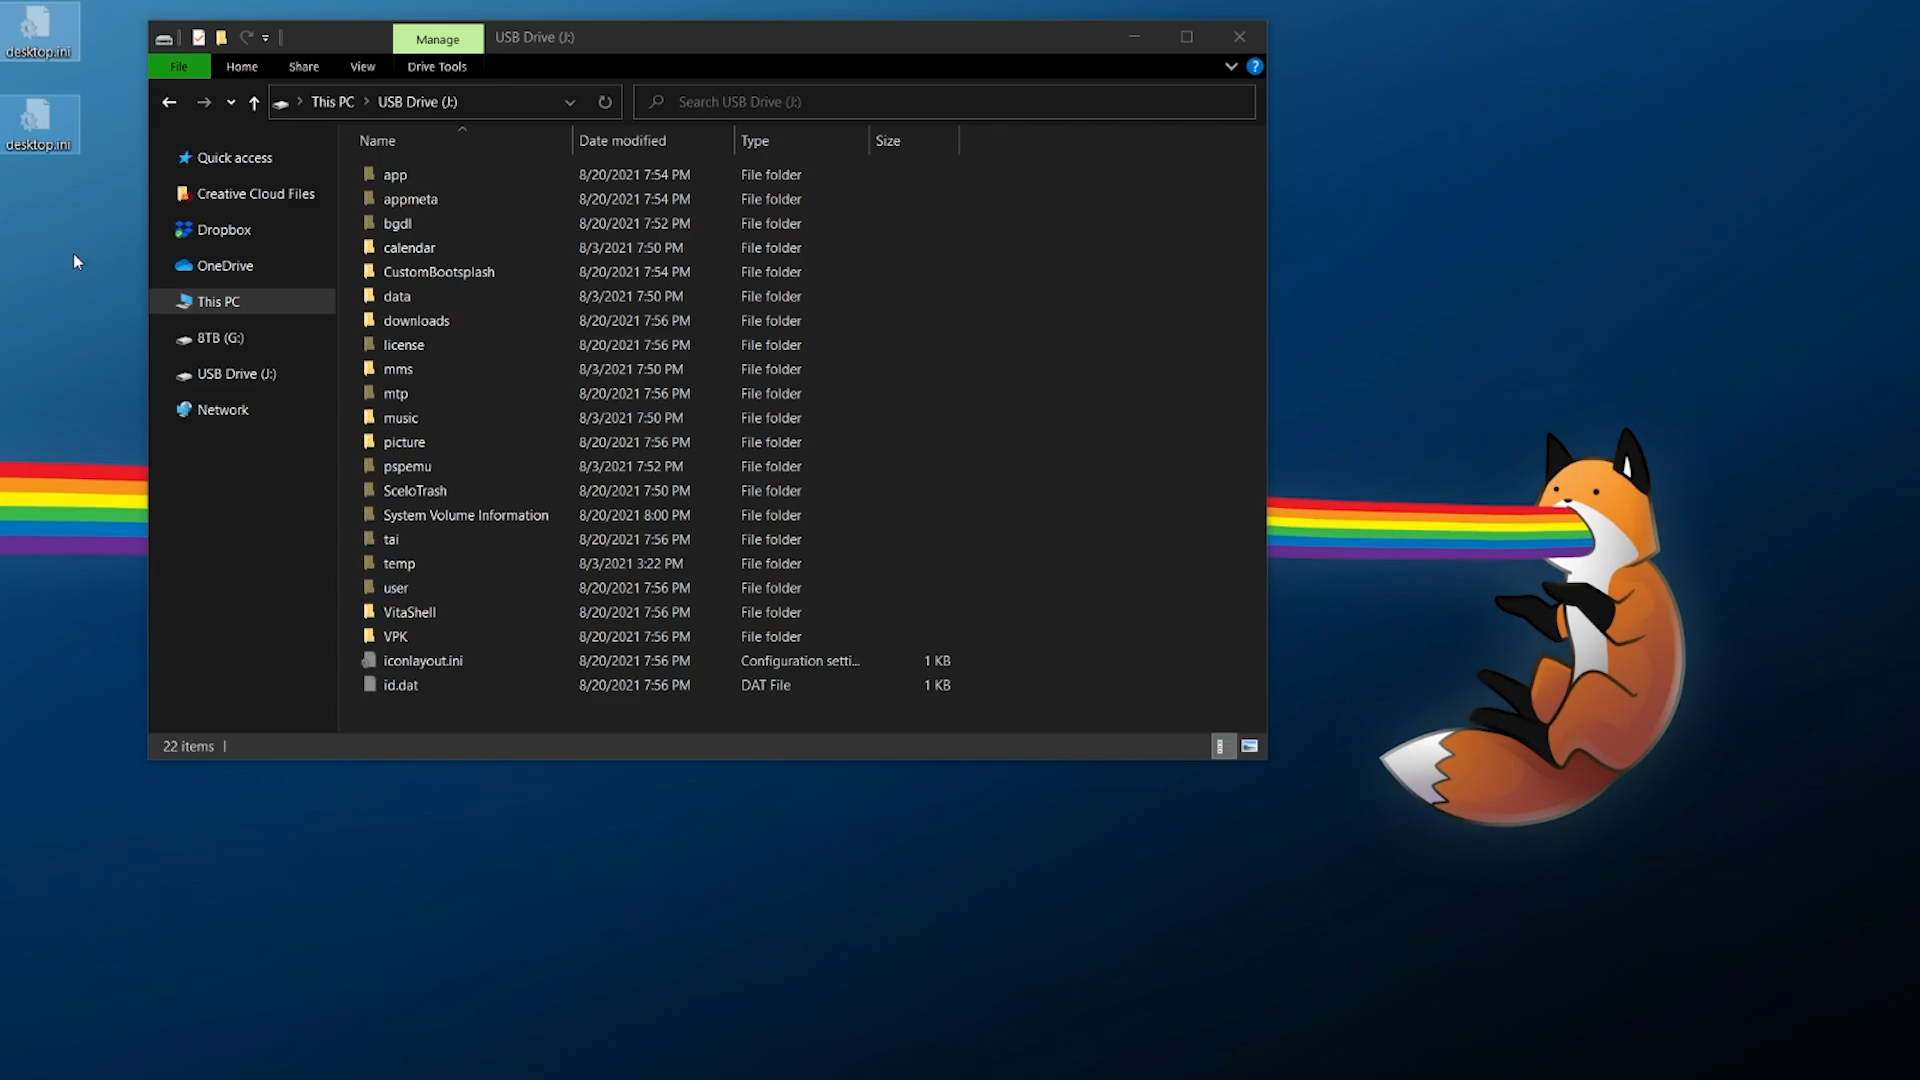 desktop.ini
desktop.ini
Manage
USB Drive (J:)
File
Home
Share
View
Drive Tools
This PC
USB Drive (J:)
Search USB Drive (J:)
Name
Date modified
Type
Size
Quick access
Creative Cloud Files
Dropbox
OneDrive
This PC
8TB (G:)
USB Drive (J:)
Network
app 8/20/2021 7:54 PM File folder
appmeta 8/20/2021 7:54 PM File folder
bgdl 8/20/2021 7:52 PM File folder
calendar 8/3/2021 7:50 PM File folder
CustomBootsplash 8/20/2021 7:54 PM File folder
data 8/3/2021 7:50 PM File folder
downloads 8/20/2021 7:56 PM File folder
license 8/20/2021 7:56 PM File folder
mms 8/3/2021 7:50 PM File folder
mtp 8/20/2021 7:56 PM File folder
music 8/3/2021 7:50 PM File folder
picture 8/20/2021 7:56 PM File folder
pspemu 8/3/2021 7:52 PM File folder
SceIoTrash 8/20/2021 7:50 PM File folder
System Volume Information 8/20/2021 8:00 PM File folder
tai 8/20/2021 7:56 PM File folder
temp 8/3/2021 3:22 PM File folder
user 8/20/2021 7:56 PM File folder
VitaShell 8/20/2021 7:56 PM File folder
VPK 8/20/2021 7:56 PM File folder
iconlayout.ini 8/20/2021 7:56 PM Configuration setti... 1 KB
id.dat 8/20/2021 7:56 PM DAT File 1 KB
22 items